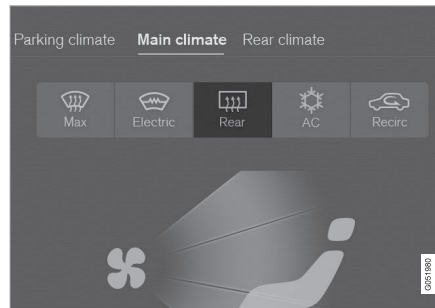 Parking climate Main climate Rear climate
Max Electric Rear AC Recirc
G051980